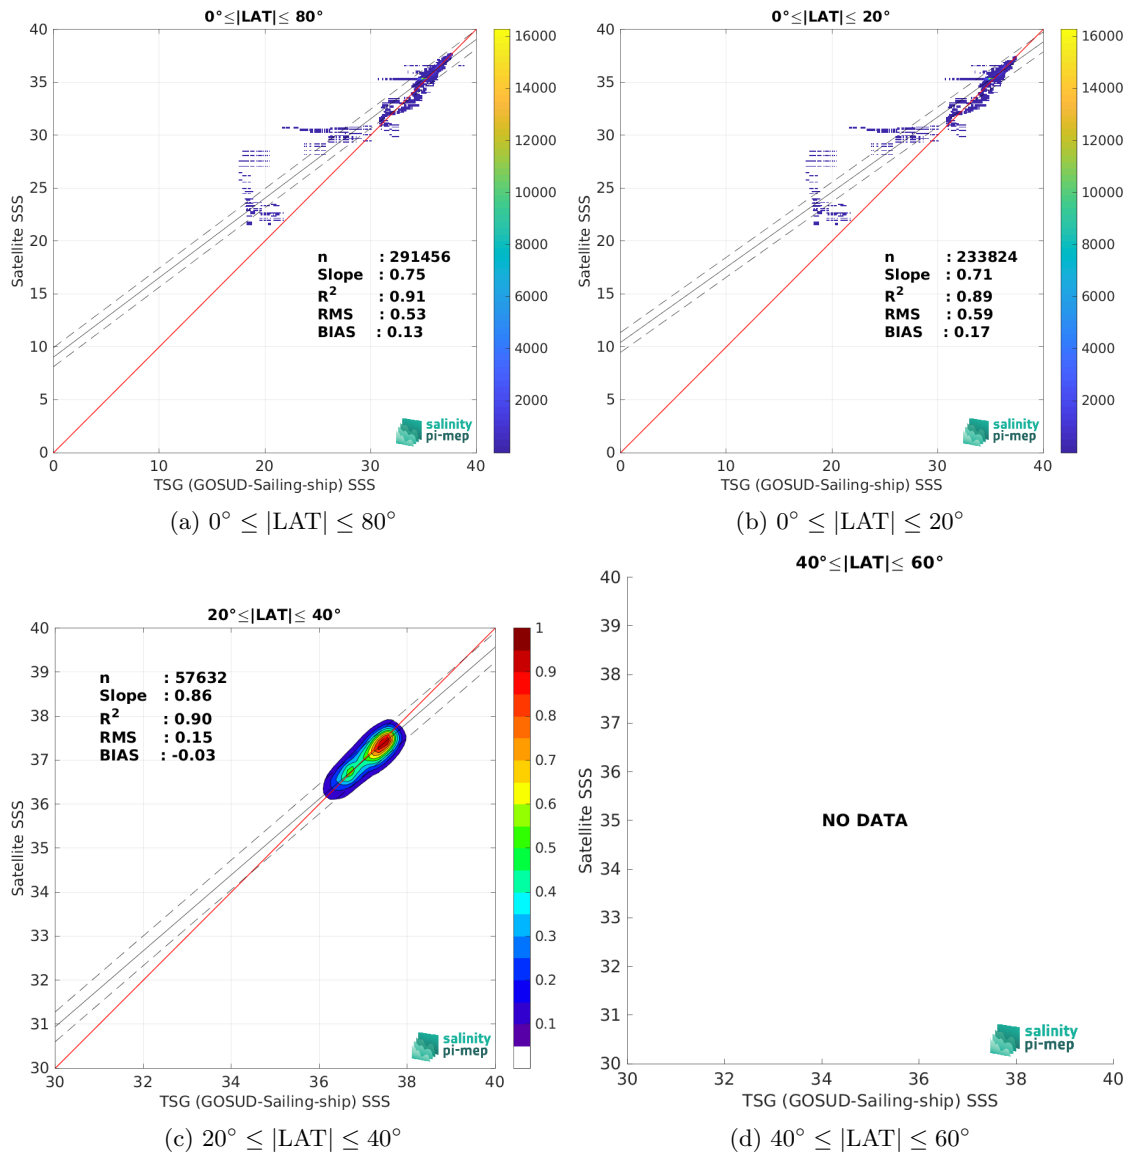 0°≤|LAT|≤ 80°
40
35
30
25
20
15
10
5
0
Satellite SSS
n : 291456
Slope : 0.75
R² : 0.91
RMS : 0.53
BIAS : 0.13
salinity
pi-mep
0 10 20 30 40
TSG (GOSUD-Sailing-ship) SSS
16000
14000
12000
10000
8000
6000
4000
2000
(a) 0° ≤ |LAT| ≤ 80°
0°≤|LAT|≤ 20°
40
35
30
25
20
15
10
5
0
Satellite SSS
n : 233824
Slope : 0.71
R² : 0.89
RMS : 0.59
BIAS : 0.17
salinity
pi-mep
0 10 20 30 40
TSG (GOSUD-Sailing-ship) SSS
16000
14000
12000
10000
8000
6000
4000
2000
(b) 0° ≤ |LAT| ≤ 20°
20°≤|LAT|≤ 40°
40
39
38
37
36
35
34
33
32
31
30
Satellite SSS
n : 57632
Slope : 0.86
R² : 0.90
RMS : 0.15
BIAS : -0.03
salinity
pi-mep
30 32 34 36 38 40
TSG (GOSUD-Sailing-ship) SSS
1
0.9
0.8
0.7
0.6
0.5
0.4
0.3
0.2
0.1
(c) 20° ≤ |LAT| ≤ 40°
40°≤|LAT|≤ 60°
40
39
38
37
36
35
34
33
32
31
30
Satellite SSS
NO DATA
salinity
pi-mep
30 32 34 36 38 40
TSG (GOSUD-Sailing-ship) SSS
(d) 40° ≤ |LAT| ≤ 60°